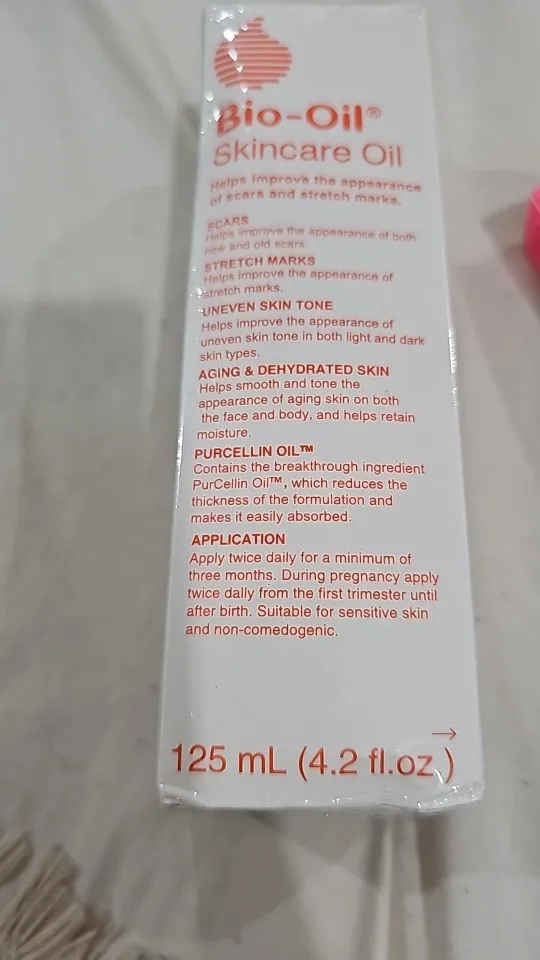 Bio-Oil®
Skincare Oil
Helps improve the appearance
of scars and stretch marks.
SCARS
Helps improve the appearance of both
new and old scars.
STRETCH MARKS
Helps improve the appearance of
stretch marks.
UNEVEN SKIN TONE
Helps improve the appearance of
uneven skin tone in both light and dark
skin types.
AGING & DEHYDRATED SKIN
Helps smooth and tone the
appearance of aging skin on both
the face and body, and helps retain
moisture.
PURCELLIN OIL™
Contains the breakthrough ingredient
PurCellin Oil™, which reduces the
thickness of the formulation and
makes it easily absorbed.
APPLICATION
Apply twice daily for a minimum of
three months. During pregnancy apply
twice daily from the first trimester until
after birth. Suitable for sensitive skin
and non-comedogenic.
→
125 mL (4.2 fl.oz.)